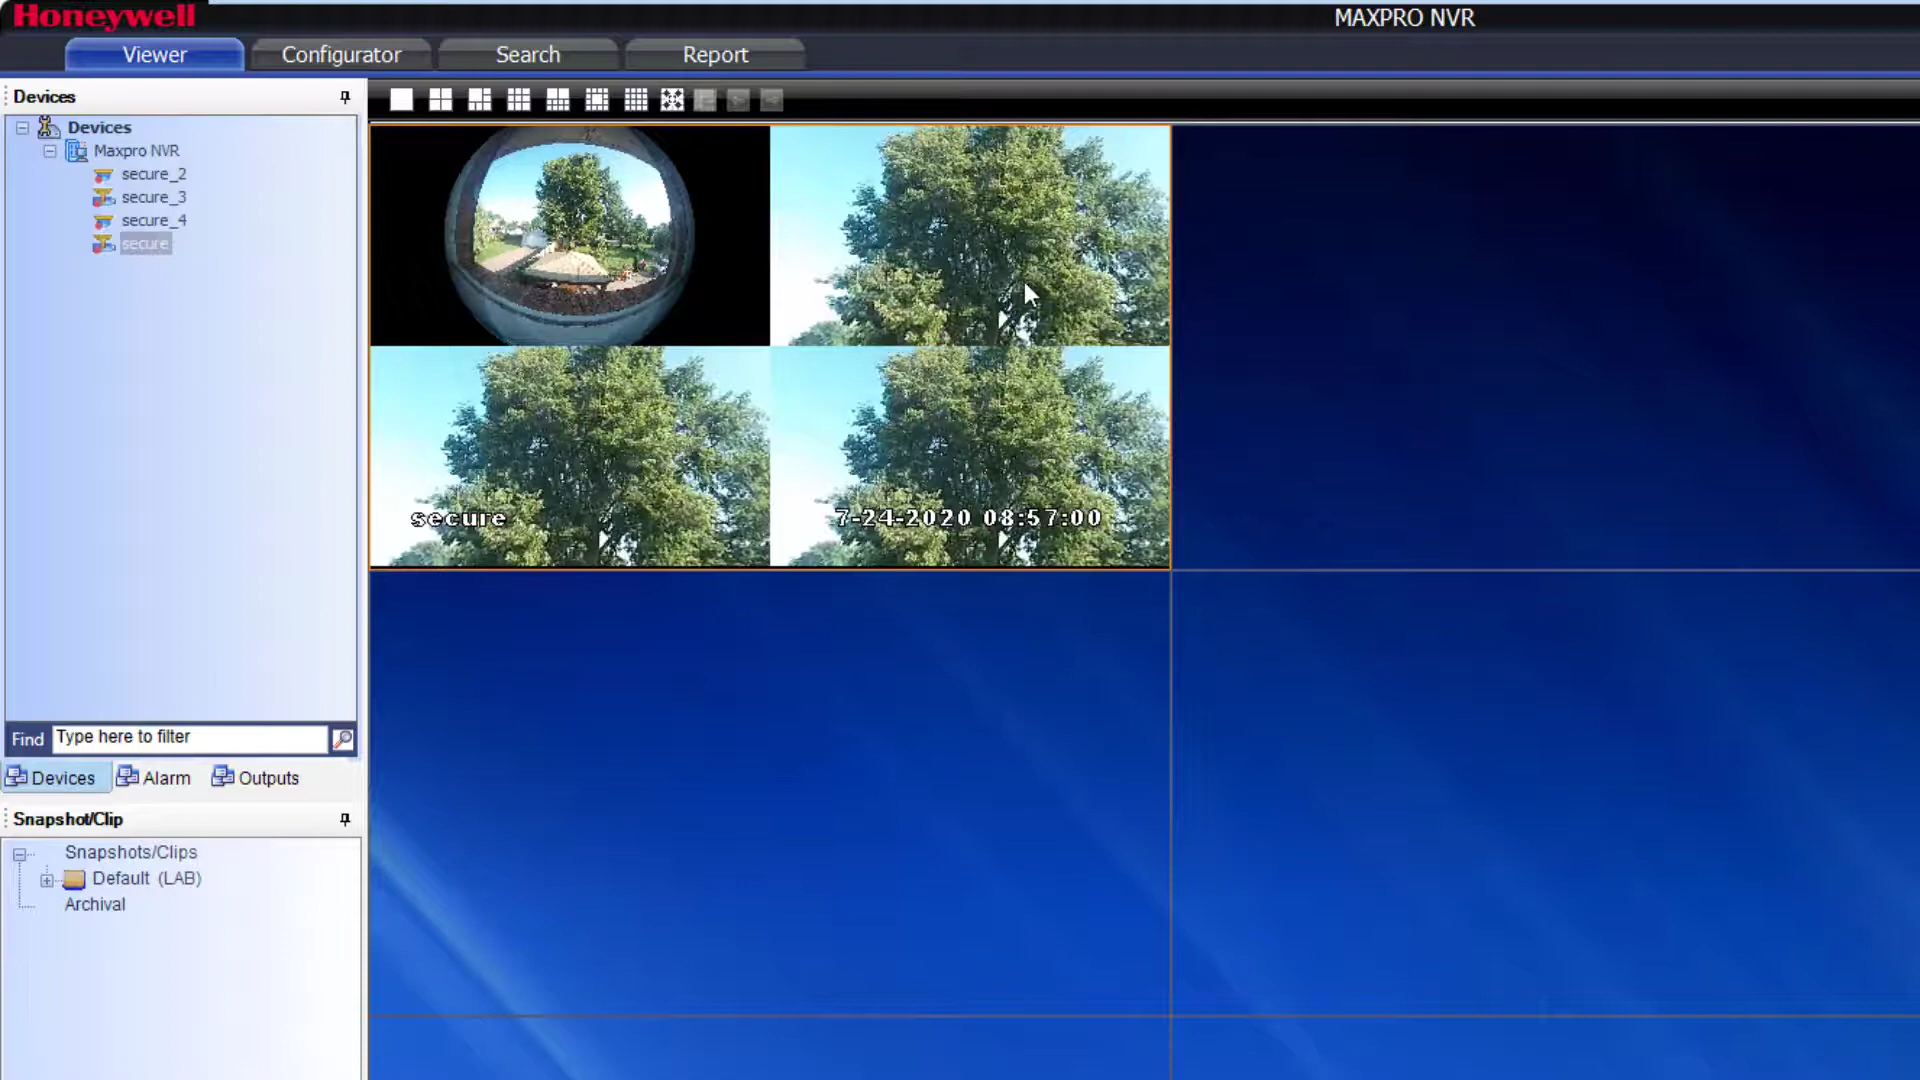 Honeywell
MAXPRO NVR
Viewer
Configurator
Search
Report
Devices
Devices
Maxpro NVR
secure_2
secure_3
secure_4
secure
secure
7-24-2020 08:57:00
Find
Type here to filter
Devices
Alarm
Outputs
Snapshot/Clip
Snapshots/Clips
Default (LAB)
Archival